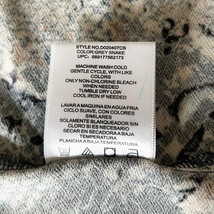 STYLE NO.DG20407CS
COLOR:GREY SNAKE
UPC: 889177562173
MACHINE WASH COLD
GENTLE CYCLE, WITH LIKE
COLORS
ONLY NON-CHLORINE BLEACH
WHEN NEEDED
TUMBLE DRY LOW
COOL IRON IF NEEDED
LAVAR A MAQUINA EN AGUA FRIA
CICLO SUAVE, CON COLORES
SIMILARES
SOLAMENTE BLANQUEADOR SIN
CLORO SI ES NECESARIO
SECAR EN SECADORA A BAJA
TEMPERATURA
PLANCHA A BAJA TEMPERATURA